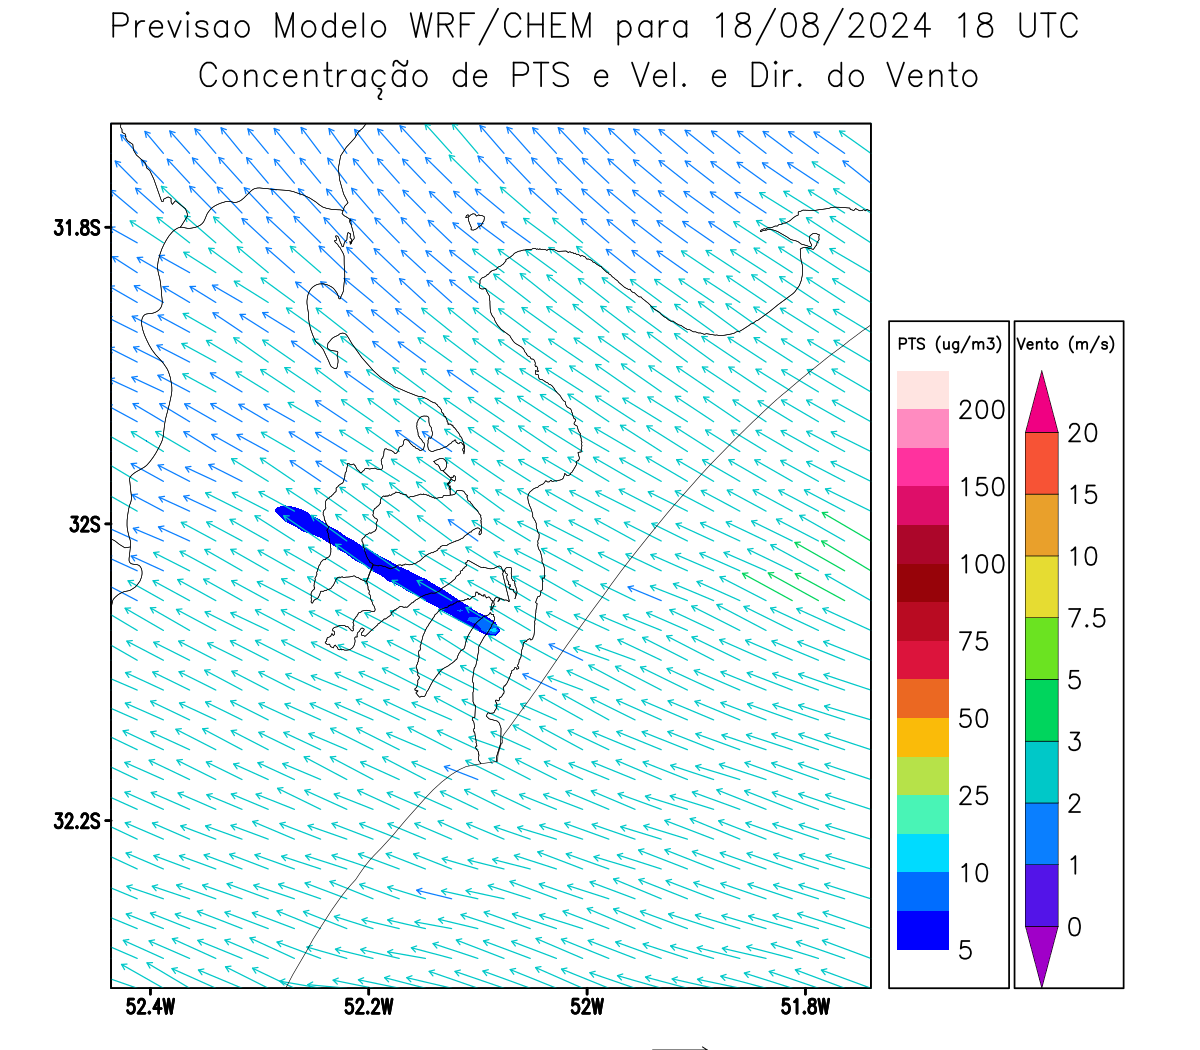 Previsao Modelo WRF/CHEM para 18/08/2024 18 UTC
Concentração de PTS e Vel. e Dir. do Vento
31.8S
32S
32.2S
52.4W
52.2W
52W
51.8W
PTS (ug/m3)
200
150
100
75
50
25
10
5
Vento (m/s)
20
15
10
7.5
5
3
2
1
0